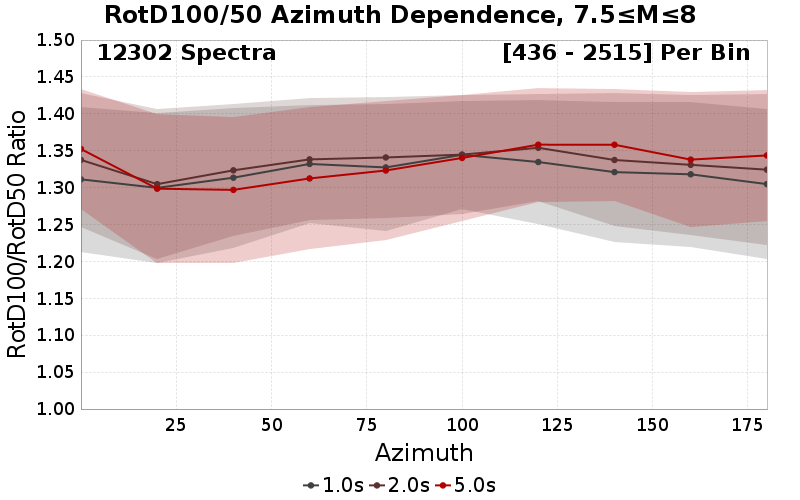 RotD100/50 Azimuth Dependence, 7.5≤M≤8
12302 Spectra
[436 - 2515] Per Bin
RotD100/RotD50 Ratio
1.50
1.45
1.40
1.35
1.30
1.25
1.20
1.15
1.10
1.05
1.00
25 50 75 100 125 150 175
Azimuth
1.0s 2.0s 5.0s